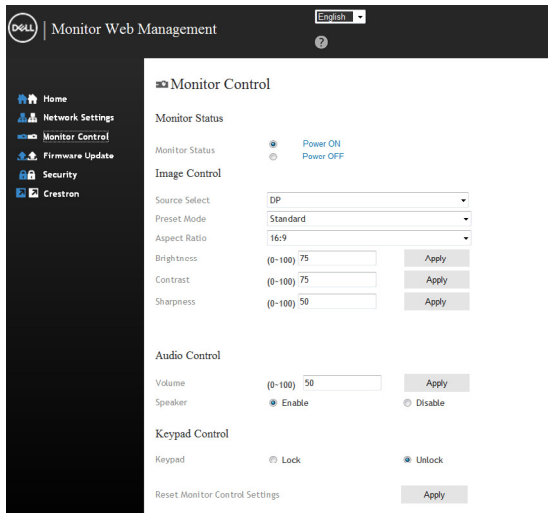 DELL | Monitor Web Management
English
?
Home
Network Settings
Monitor Control
Firmware Update
Security
Crestron
Monitor Control
Monitor Status
Monitor Status Power ON
Power OFF
Image Control
Source Select DP
Preset Mode Standard
Aspect Ratio 16:9
Brightness (0~100) 75 Apply
Contrast (0~100) 75 Apply
Sharpness (0~100) 50 Apply
Audio Control
Volume (0~100) 50 Apply
Speaker Enable Disable
Keypad Control
Keypad Lock Unlock
Reset Monitor Control Settings Apply